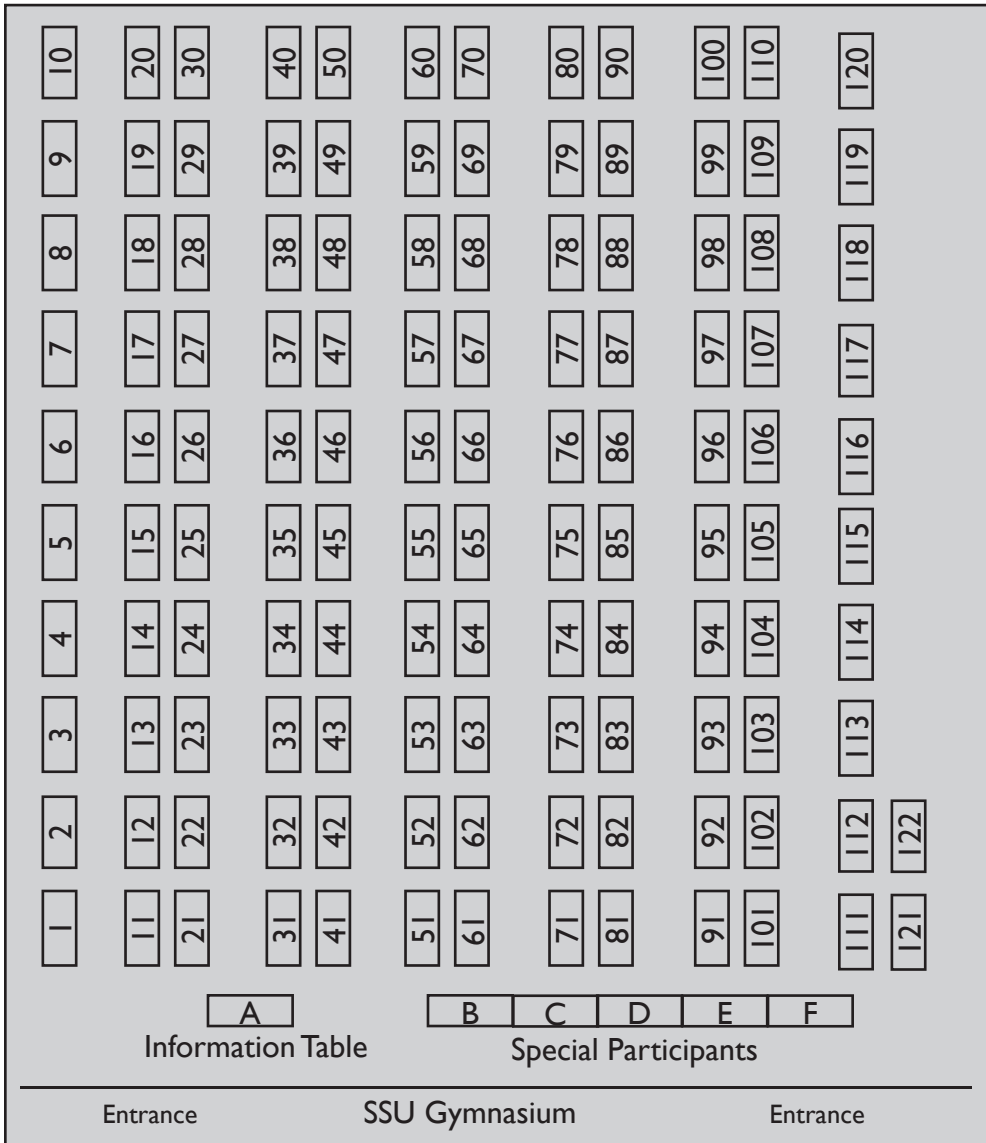 10 20 30 40 50 60 70 80 90 100 110 120
9 19 29 39 49 59 69 79 89 99 109 119
8 18 28 38 48 58 68 78 88 98 108 118
7 17 27 37 47 57 67 77 87 97 107 117
6 16 26 36 46 56 66 76 86 96 106 116
5 15 25 35 45 55 65 75 85 95 105 115
4 14 24 34 44 54 64 74 84 94 104 114
3 13 23 33 43 53 63 73 83 93 103 113
2 12 22 32 42 52 62 72 82 92 102 112 122
1 11 21 31 41 51 61 71 81 91 101 111 121
A B C D E F
Information Table Special Participants
Entrance SSU Gymnasium Entrance